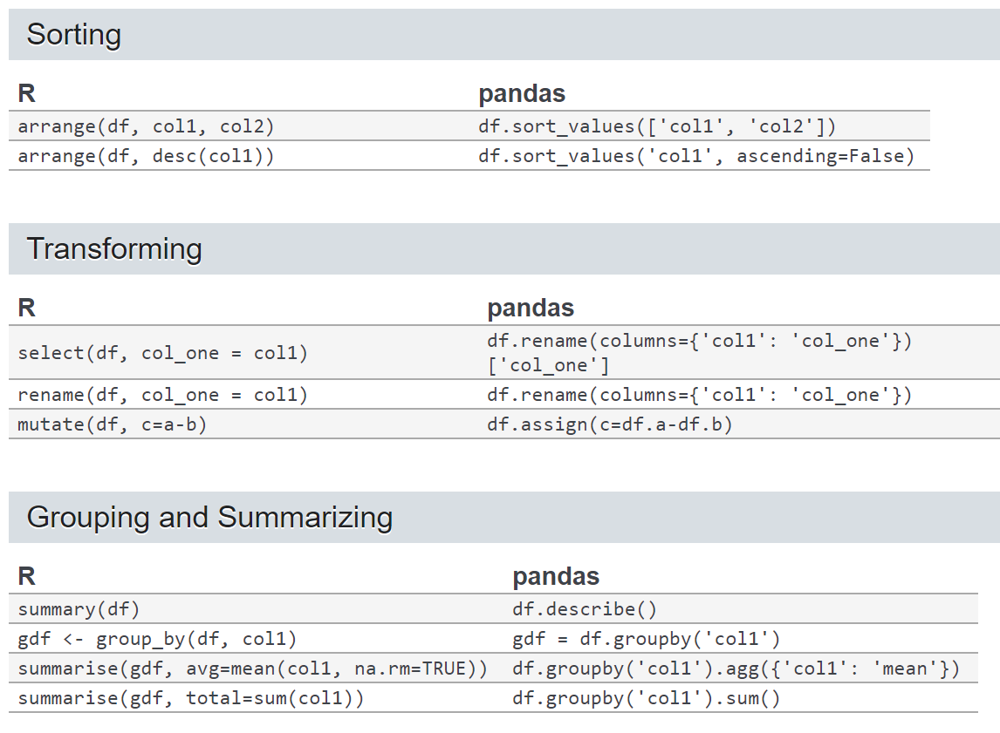 Sorting
R pandas
arrange(df, col1, col2) df.sort_values(['col1', 'col2'])
arrange(df, desc(col1)) df.sort_values('col1', ascending=False)
Transforming
R pandas
select(df, col_one = col1) df.rename(columns={'col1': 'col_one'})
['col_one']
rename(df, col_one = col1) df.rename(columns={'col1': 'col_one'})
mutate(df, c=a-b) df.assign(c=df.a-df.b)
Grouping and Summarizing
R pandas
summary(df) df.describe()
gdf <- group_by(df, col1) gdf = df.groupby('col1')
summarise(gdf, avg=mean(col1, na.rm=TRUE)) df.groupby('col1').agg({'col1': 'mean'})
summarise(gdf, total=sum(col1)) df.groupby('col1').sum()